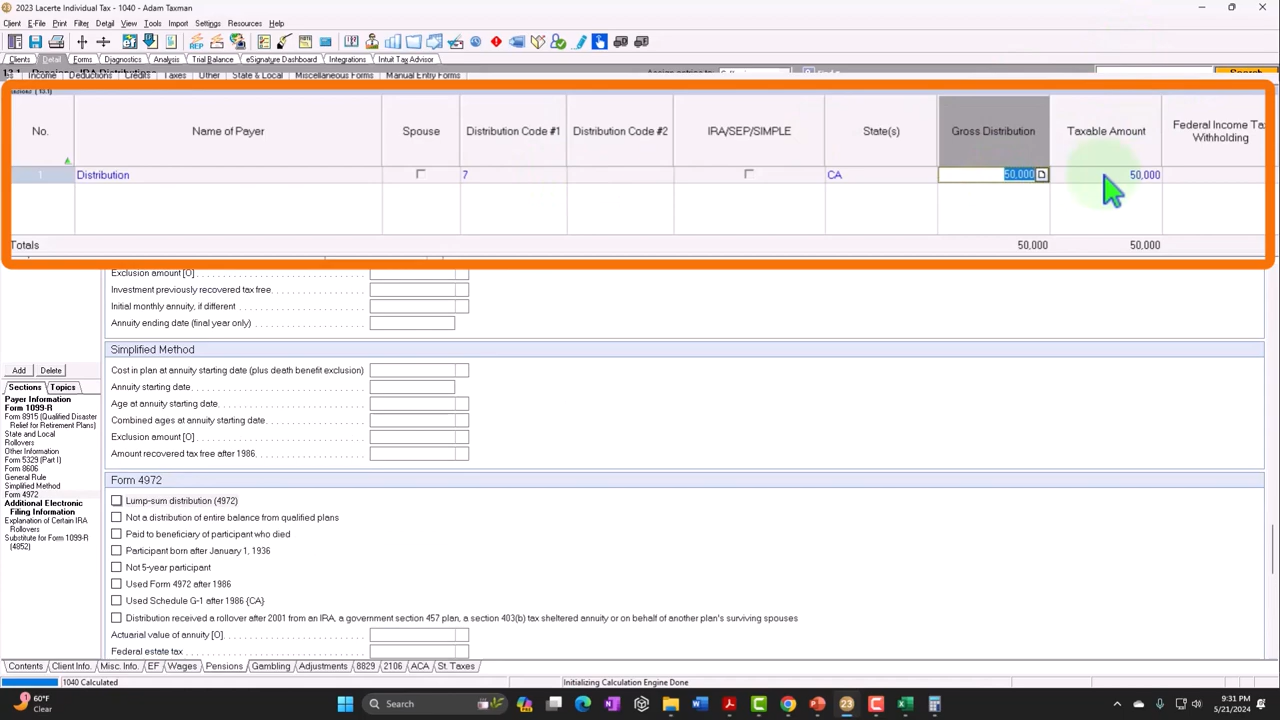 2023 Lacerte Individual Tax - 1040 - Adam Taxman
Client E-File Print Filter Detail View Tools Import Settings Resources Help
Clients Detail Forms Diagnostics Analysis Trial Balance eSignature Dashboard Integrations Intuit Tax Advisor
Income Deductions Credits Taxes Other State & Local Miscellaneous Forms Manual Entry Forms
No. Name of Payer Spouse Distribution Code #1 Distribution Code #2 IRA/SEP/SIMPLE State(s) Gross Distribution Taxable Amount Federal Income Tax
Withholding
1 Distribution 7 CA 50,000 50,000
Totals 50,000 50,000
Exclusion amount [O]
Investment previously recovered tax free
Initial monthly annuity, if different
Annuity ending date (final year only)
Simplified Method
Cost in plan at annuity starting date (plus death benefit exclusion)
Annuity starting date
Age at annuity starting date
Combined ages at annuity starting date
Exclusion amount [O]
Amount recovered tax free after 1986
Form 4972
Lump-sum distribution (4972)
Not a distribution of entire balance from qualified plans
Paid to beneficiary of participant who died
Participant born after January 1, 1936
Not 5-year participant
Used Form 4972 after 1986
Used Schedule G-1 after 1986 {CA}
Distribution received a rollover after 2001 from an IRA, a government section 457 plan, a section 403(b) tax sheltered annuity or on behalf of another plan's surviving spouses
Actuarial value of annuity [O]
Federal estate tax
Add Delete
Sections Topics
Payer Information
Form 1099-R
Form 8915 (Qualified Disaster
Relief for Retirement Plans)
State and Local
Rollovers
Other Information
Form 5329 (Part I)
Form 8606
General Rule
Simplified Method
Form 4972
Additional Electronic
Filing Information
Explanation of Certain IRA
Rollovers
Substitute for Form 1099-R
(4852)
Contents Client Info. Misc. Info. EF Wages Pensions Gambling Adjustments 8829 2106 ACA St. Taxes
1040 Calculated Initializing Calculation Engine Done
60°F
Clear
Search
9:31 PM
5/21/2024